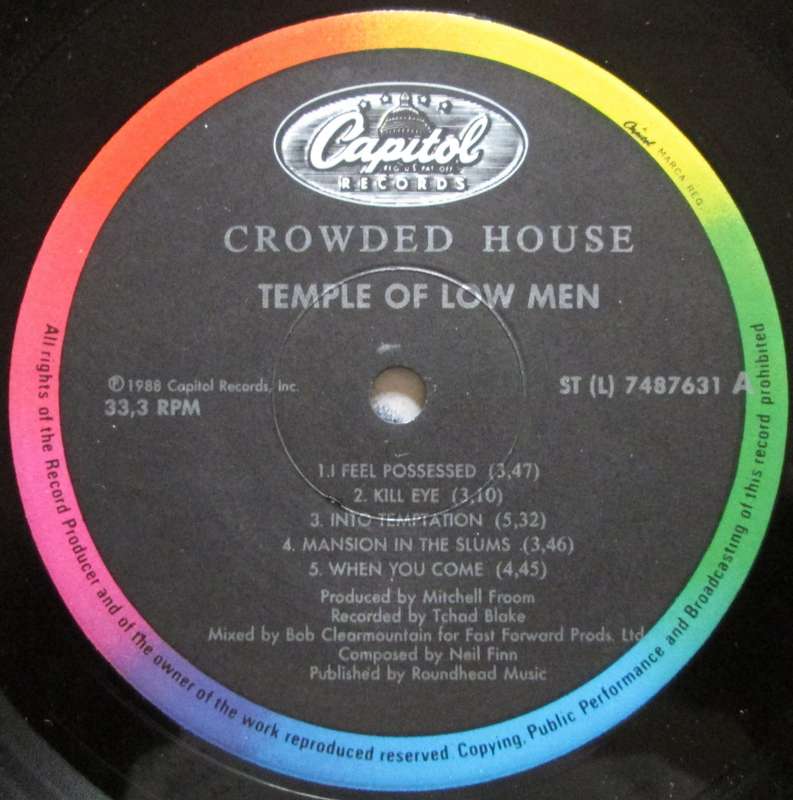 Capitol
REG. U.S. PAT. OFF.
RECORDS
Capitol MARCA REG.
CROWDED HOUSE
TEMPLE OF LOW MEN
℗ 1988 Capitol Records, Inc.
33,3 RPM
ST (L) 7487631 A
1.I FEEL POSSESSED (3,47)
2. KILL EYE (3,10)
3. INTO TEMPTATION (5,32)
4. MANSION IN THE SLUMS .(3,46)
5. WHEN YOU COME (4,45)
Produced by Mitchell Froom
Recorded by Tchad Blake
Mixed by Bob Clearmountain for Fast Forward Prods. Ltd
Composed by Neil Finn
Published by Roundhead Music
All rights of the Record Producer and of the owner of the work reproduced reserved. Copying, Public Performance and Broadcasting of this record prohibited